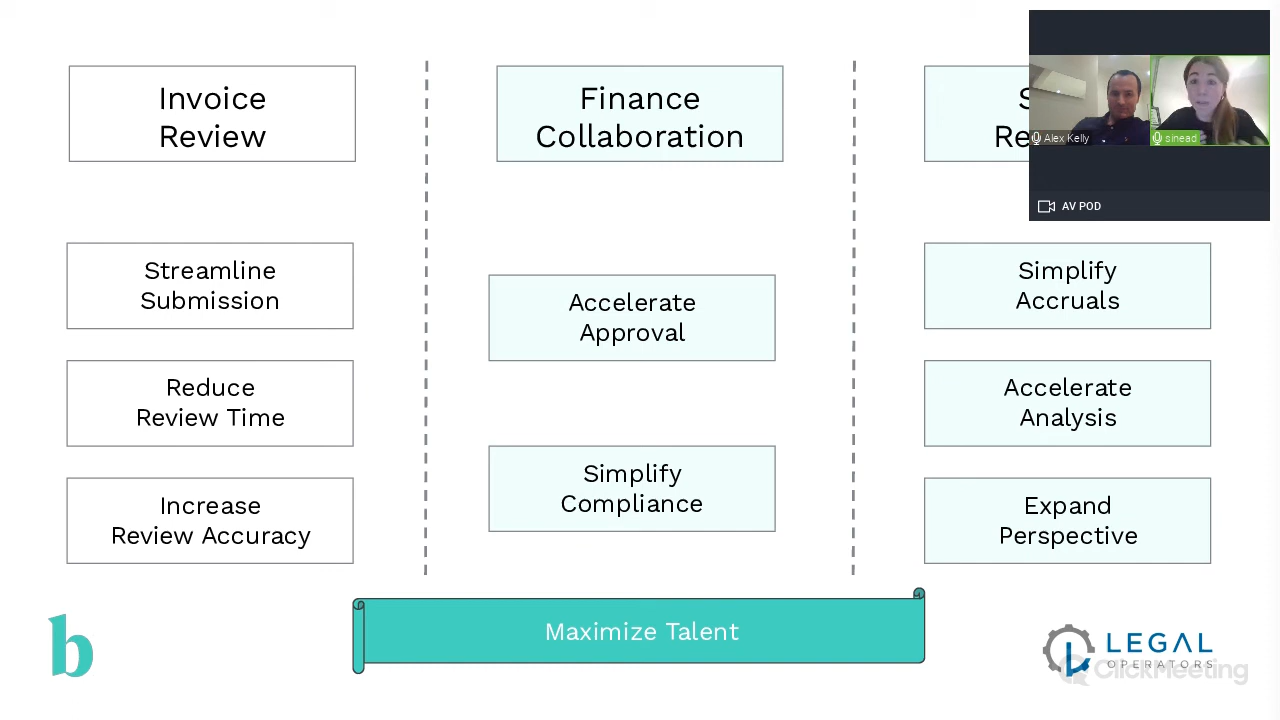 Invoice
Review
Finance
Collaboration
Alex Kelly
sinead
AV POD
Streamline
Submission
Reduce
Review Time
Increase
Review Accuracy
Accelerate
Approval
Simplify
Compliance
Simplify
Accruals
Accelerate
Analysis
Expand
Perspective
Maximize Talent
b
LEGAL
OPERATORS
ClickMeeting